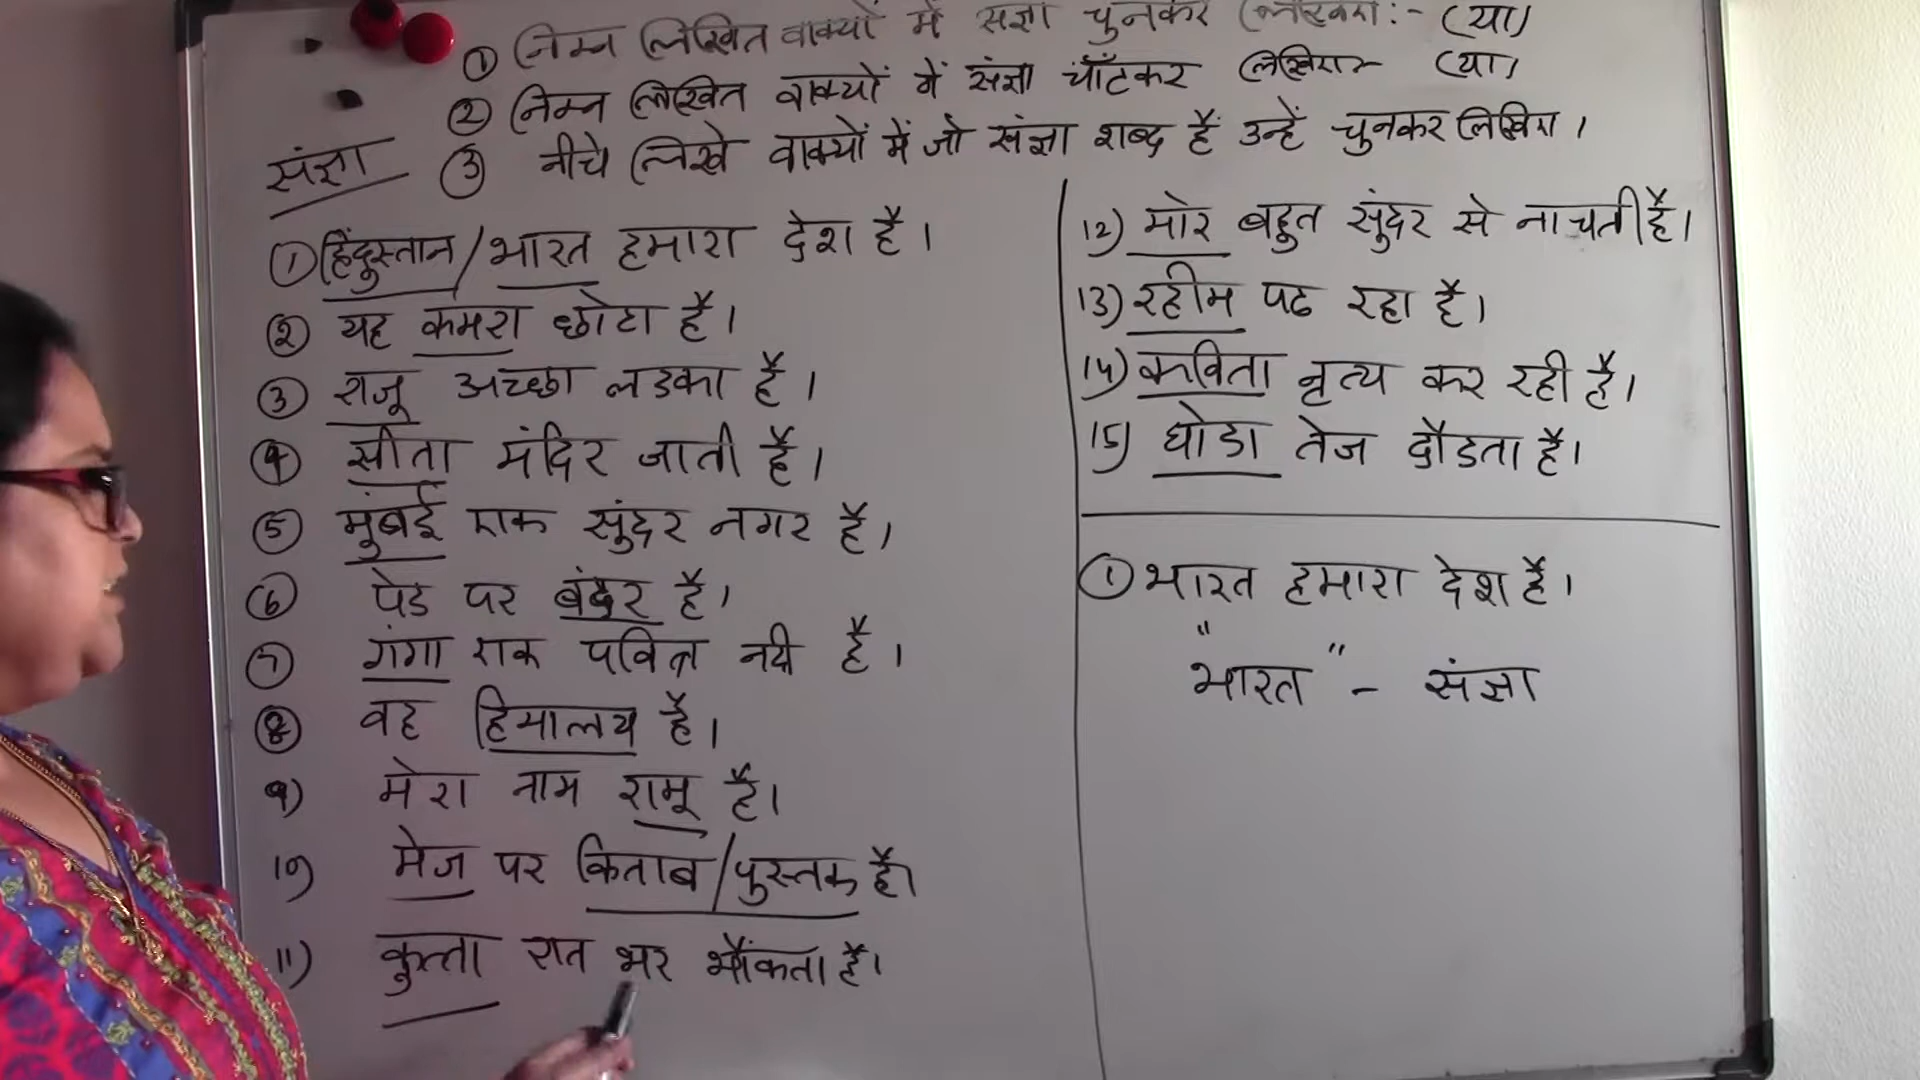 ① निम्न लिखित वाक्यों में संज्ञा चुनकर लिखिए:- (या)
② निम्न लिखित वाक्यों में संज्ञा चाँटकर लिखिए- (या)
संज्ञा ③ नीचे लिखे वाक्यों में जो संज्ञा शब्द हैं उन्हें चुनकर लिखिए।
① हिंदुस्तान/भारत हमारा देश है।
② यह कमरा छोटा है।
③ राजू अच्छा लडका है।
④ सीता मंदिर जाती है।
⑤ मुंबई एक सुंदर नगर है।
⑥ पेड पर बंदर है।
⑦ गंगा एक पवित्र नदी है।
⑧ वह हिमालय है।
९) मेरा नाम रामू है।
10) मेज पर किताब/पुस्तक है।
11) कुत्ता रात भर भौंकता है।
12) मोर बहुत सुंदर से नाचती है।
13) रहीम पढ रहा है।
14) कविता नृत्य कर रही है।
15) घोडा तेज दौडता है।
① भारत हमारा देश है।
"भारत" - संज्ञा